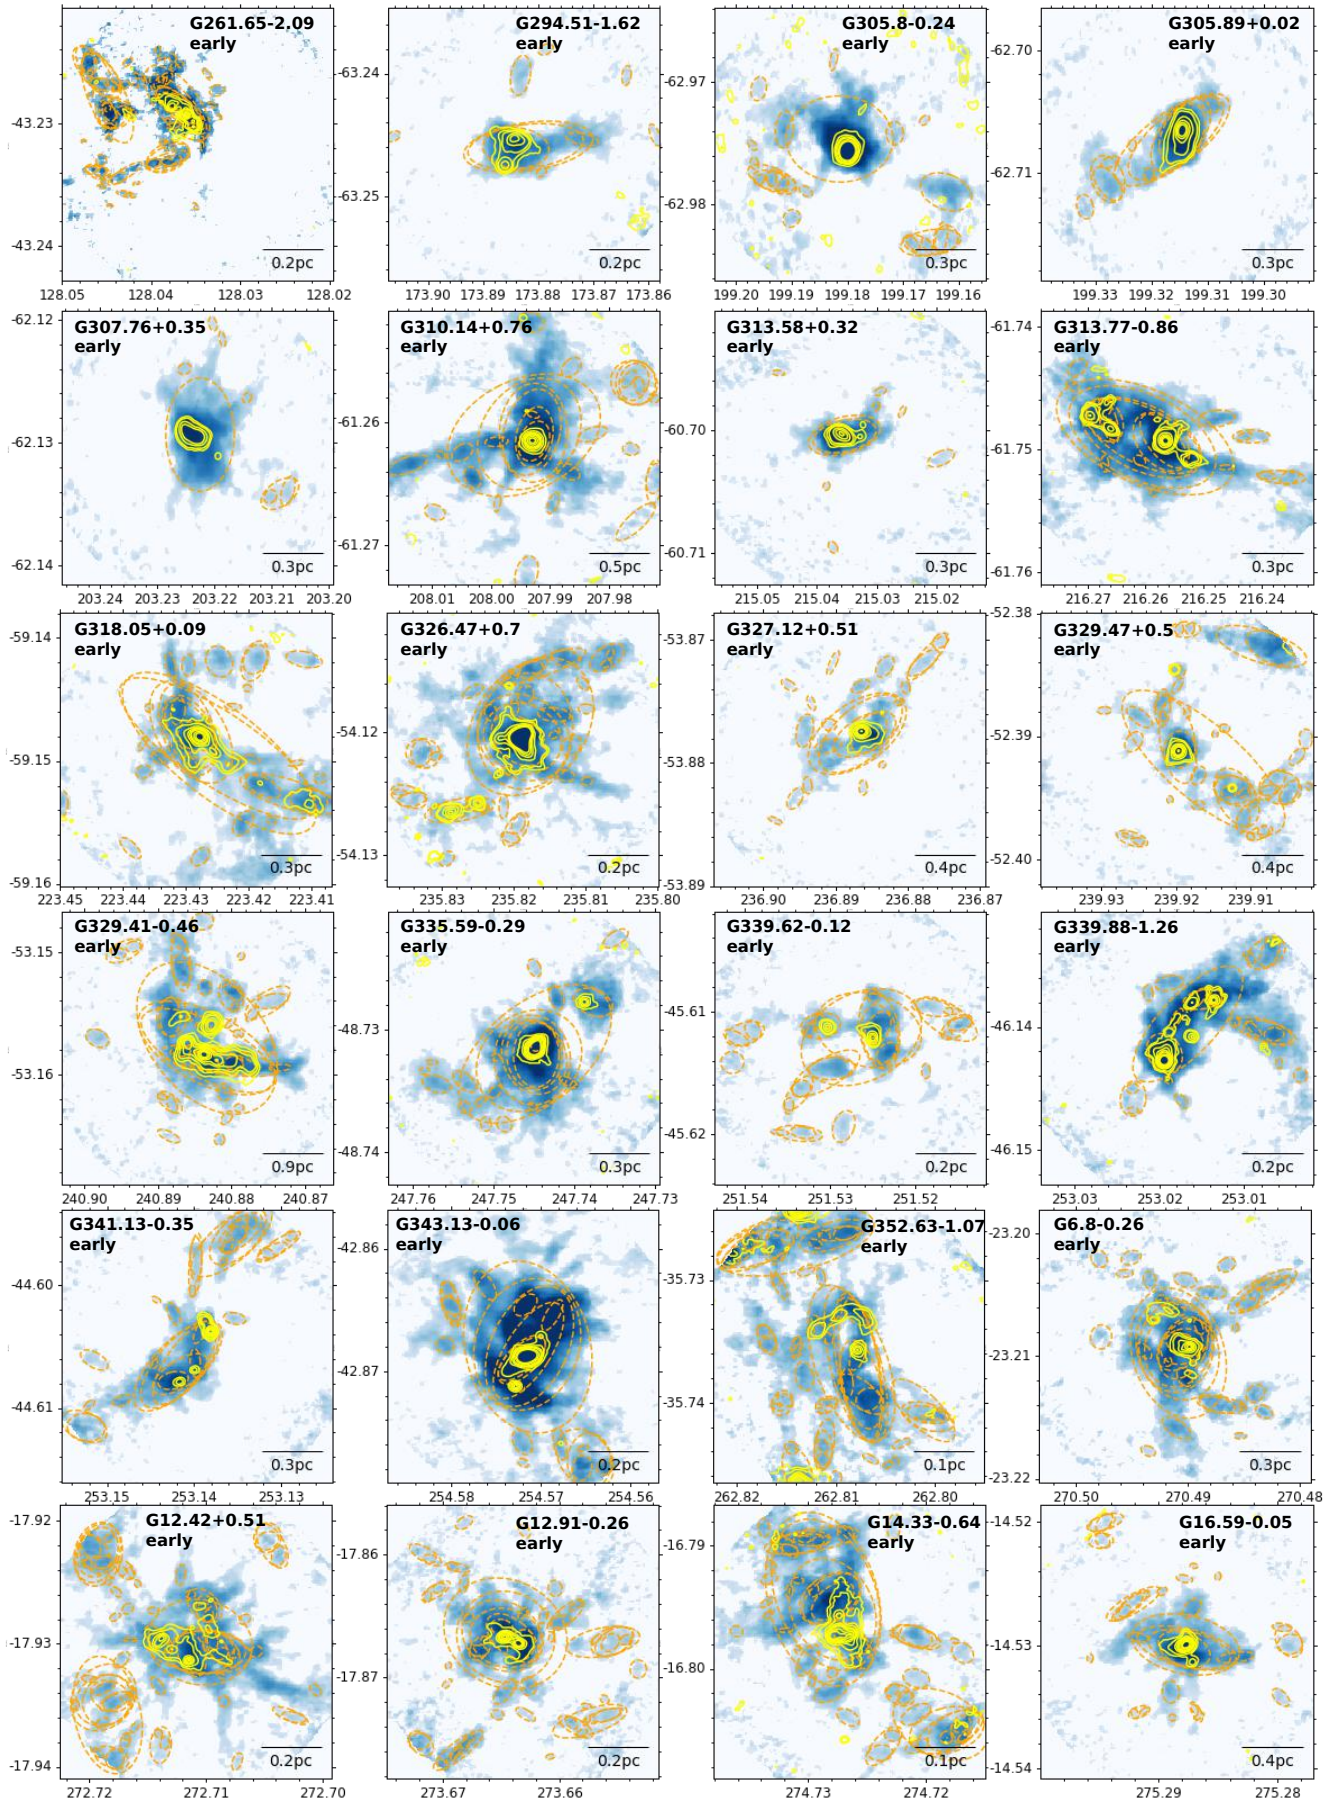 G261.65-2.09
early
G294.51-1.62
early
G305.8-0.24
early
G305.89+0.02
early
-43.23
-43.24
0.2pc
128.05 128.04 128.03 128.02
-63.24
-63.25
0.2pc
173.90 173.89 173.88 173.87 173.86
-62.97
-62.98
0.3pc
199.20 199.19 199.18 199.17 199.16
-62.70
-62.71
0.3pc
199.33 199.32 199.31 199.30
G307.76+0.35
early
G310.14+0.76
early
G313.58+0.32
early
G313.77-0.86
early
-62.12
-62.13
-62.14
0.3pc
203.24 203.23 203.22 203.21 203.20
-61.26
-61.27
0.5pc
208.01 208.00 207.99 207.98
-60.70
-60.71
0.3pc
215.05 215.04 215.03 215.02
-61.74
-61.75
-61.76
0.3pc
216.27 216.26 216.25 216.24
G318.05+0.09
early
G326.47+0.7
early
G327.12+0.51
early
G329.47+0.5
early
-59.14
-59.15
-59.16
0.3pc
223.45 223.44 223.43 223.42 223.41
-54.12
-54.13
0.2pc
235.83 235.82 235.81 235.80
-53.87
-53.88
-53.89
0.4pc
236.90 236.89 236.88 236.87
-52.38
-52.39
-52.40
0.4pc
239.93 239.92 239.91
G329.41-0.46
early
G335.59-0.29
early
G339.62-0.12
early
G339.88-1.26
early
-53.15
-53.16
0.9pc
240.90 240.89 240.88 240.87
-48.73
-48.74
0.3pc
247.76 247.75 247.74 247.73
-45.61
-45.62
0.2pc
251.54 251.53 251.52
-46.14
-46.15
0.2pc
253.03 253.02 253.01
G341.13-0.35
early
G343.13-0.06
early
G352.63-1.07
early
G6.8-0.26
early
-44.60
-44.61
0.3pc
253.15 253.14 253.13
-42.86
-42.87
0.2pc
254.58 254.57 254.56
-35.73
-35.74
0.1pc
262.82 262.81 262.80
-23.20
-23.21
-23.22
0.3pc
270.50 270.49 270.48
G12.42+0.51
early
G12.91-0.26
early
G14.33-0.64
early
G16.59-0.05
early
-17.92
-17.93
-17.94
0.2pc
272.72 272.71 272.70
-17.86
-17.87
0.2pc
273.67 273.66
-16.79
-16.80
0.1pc
274.73 274.72
-14.52
-14.53
-14.54
0.4pc
275.29 275.28